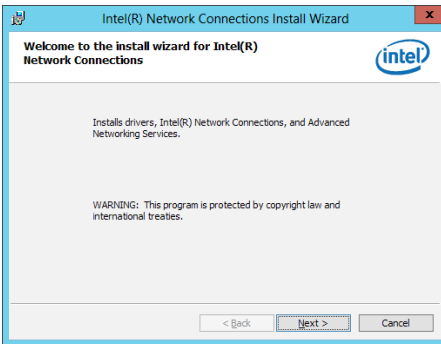 Intel(R) Network Connections Install Wizard
x
Welcome to the install wizard for Intel(R)
Network Connections
intel
Installs drivers, Intel(R) Network Connections, and Advanced
Networking Services.
WARNING: This program is protected by copyright law and
international treaties.
< Back
Next >
Cancel